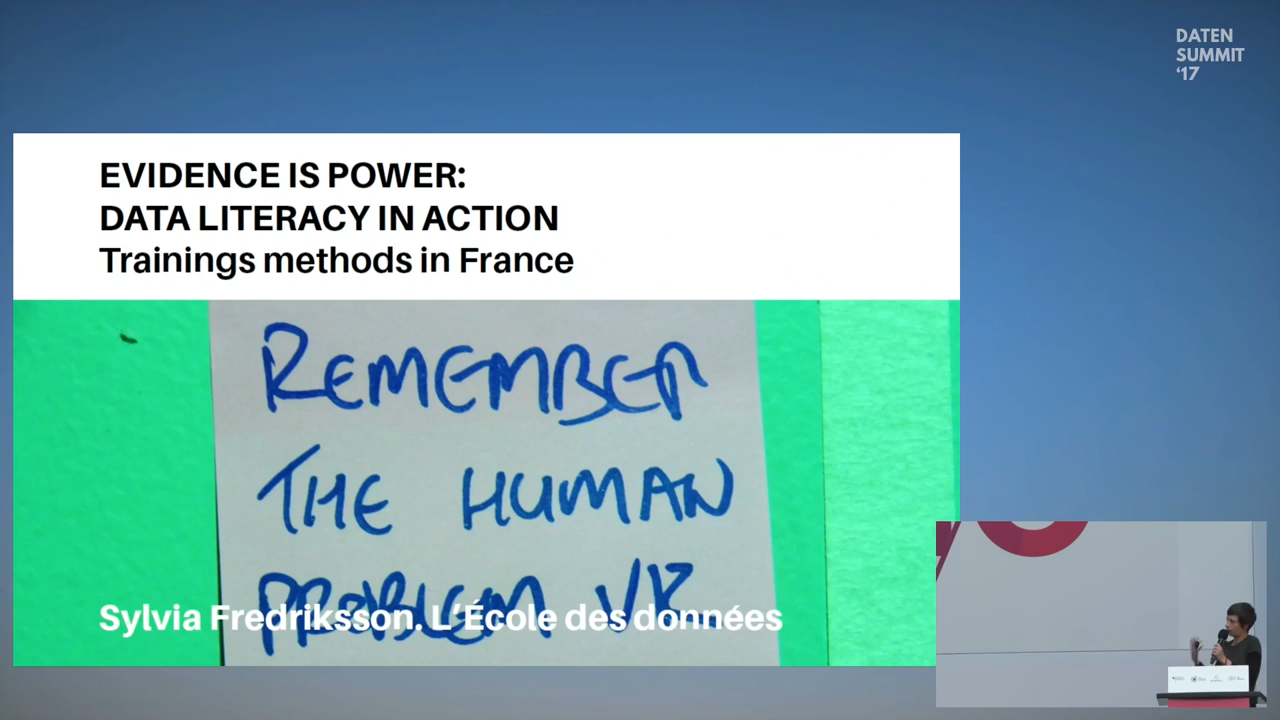 DATEN
SUMMIT
‘17
EVIDENCE IS POWER:
DATA LITERACY IN ACTION
Trainings methods in France
REMEMBER
THE HUMAN
PROBLEM
Sylvia Fredriksson. L’École des données